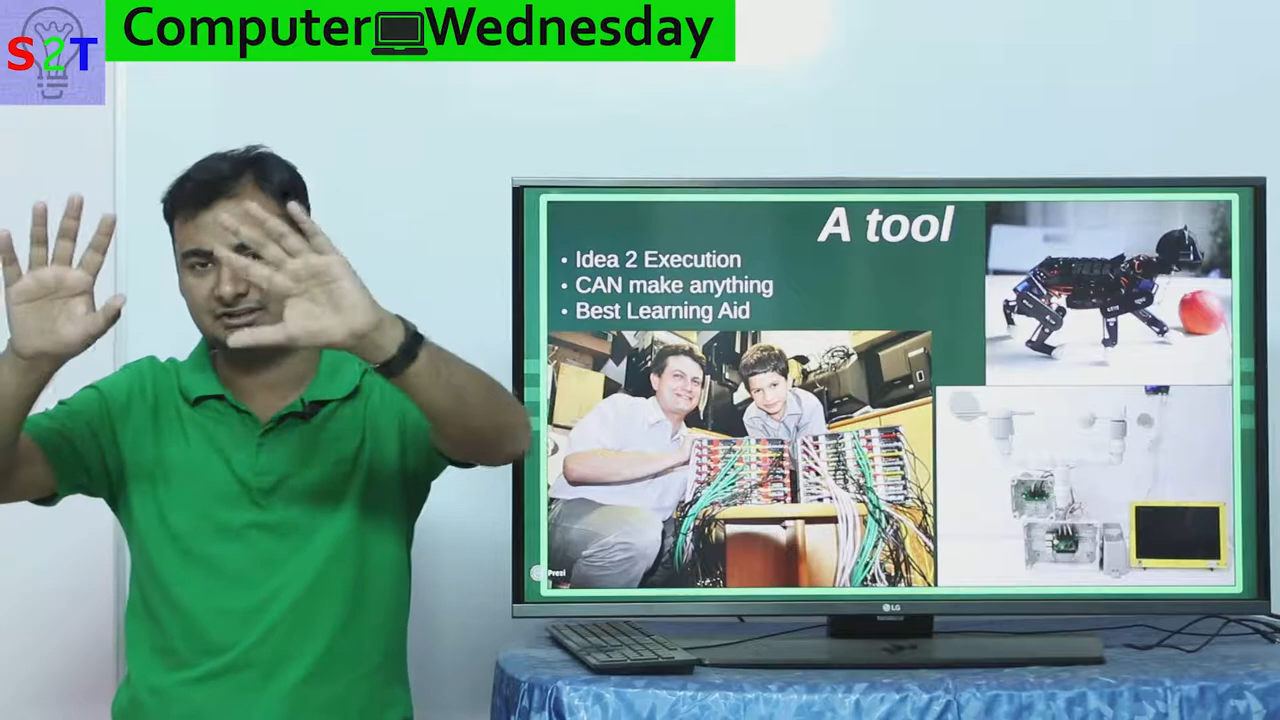 S2T
Computer Wednesday
A tool
• Idea 2 Execution
• CAN make anything
• Best Learning Aid
Prezi
LG